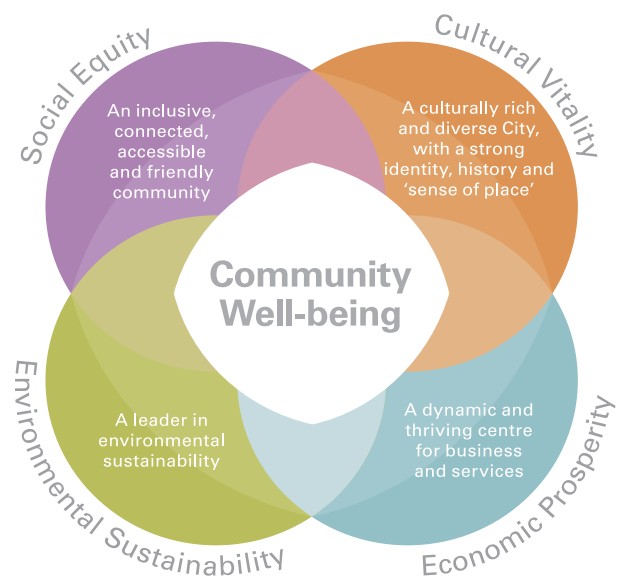 Social Equity
Cultural Vitality
An inclusive,
connected,
accessible
and friendly
community
A culturally rich
and diverse City,
with a strong
identity, history and
‘sense of place’
Community
Well-being
A leader in
environmental
sustainability
A dynamic and
thriving centre
for business
and services
Environmental Sustainability
Economic Prosperity